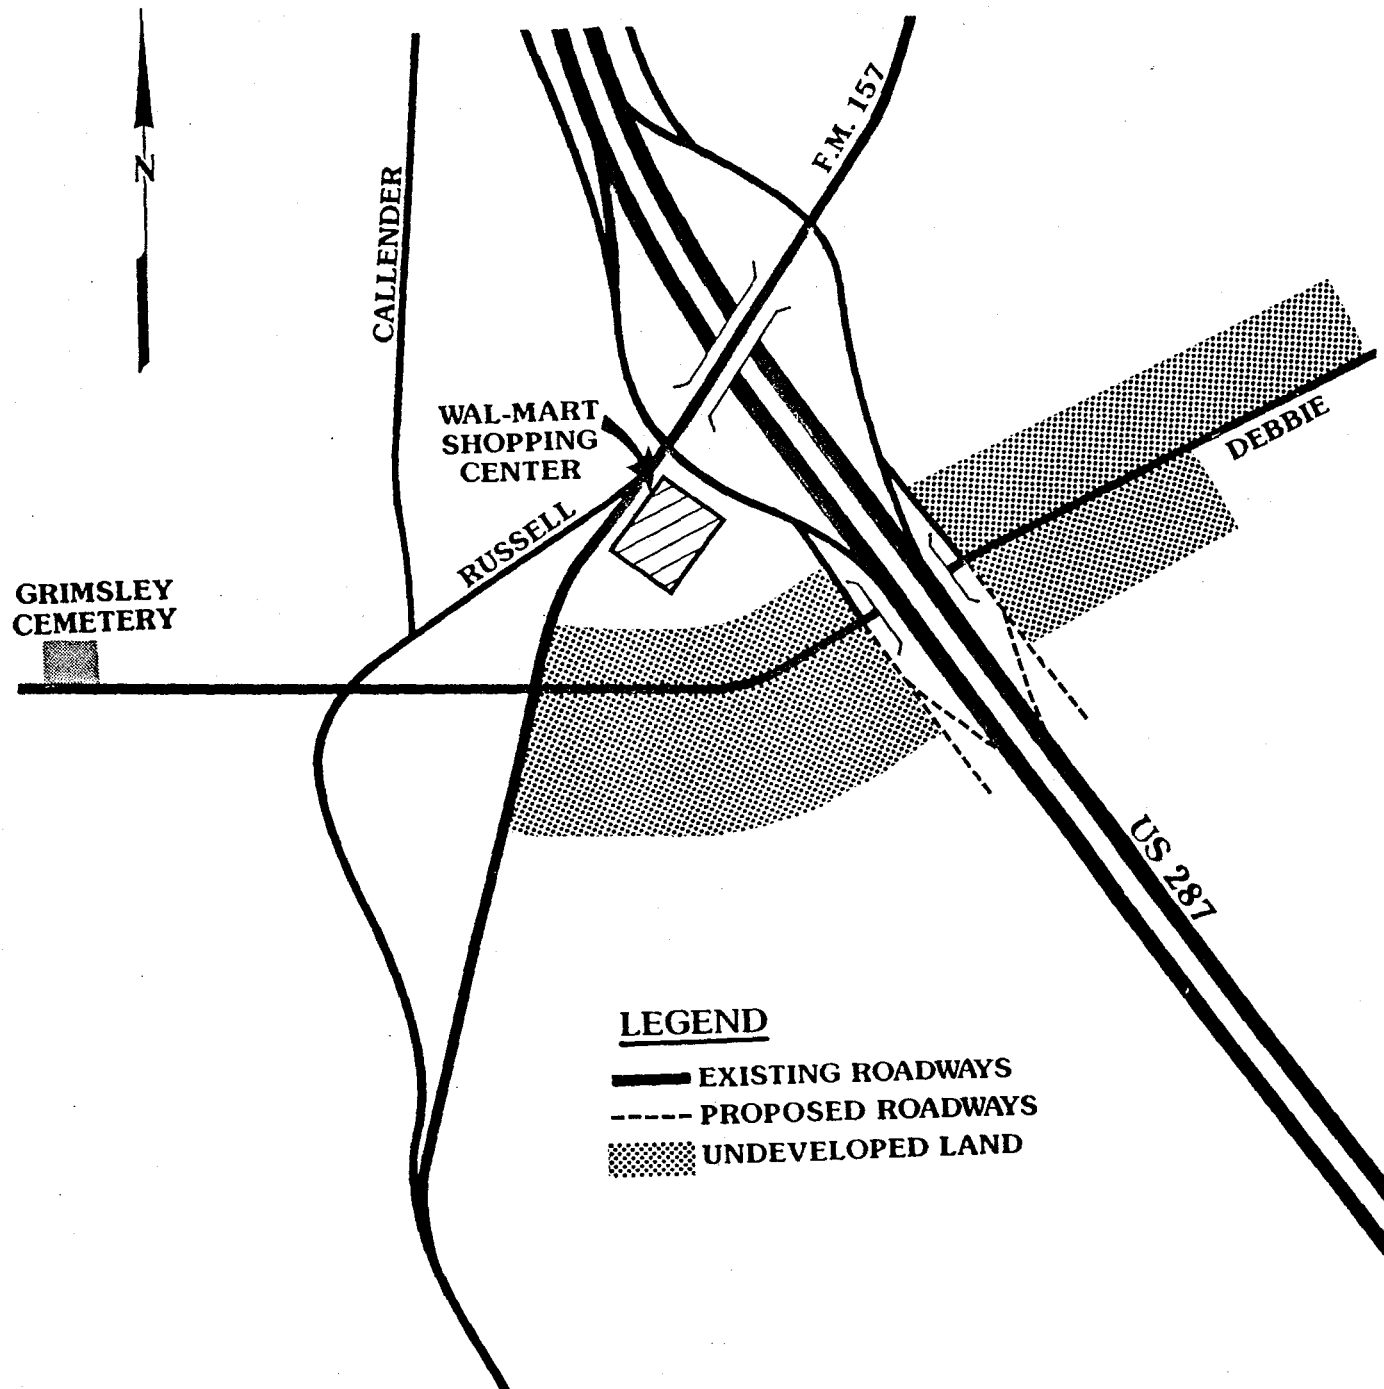 N
CALLENDER
F.M. 157
WAL-MART
SHOPPING
CENTER
DEBBIE
RUSSELL
GRIMSLEY
CEMETERY
US 287
LEGEND
EXISTING ROADWAYS
PROPOSED ROADWAYS
UNDEVELOPED LAND